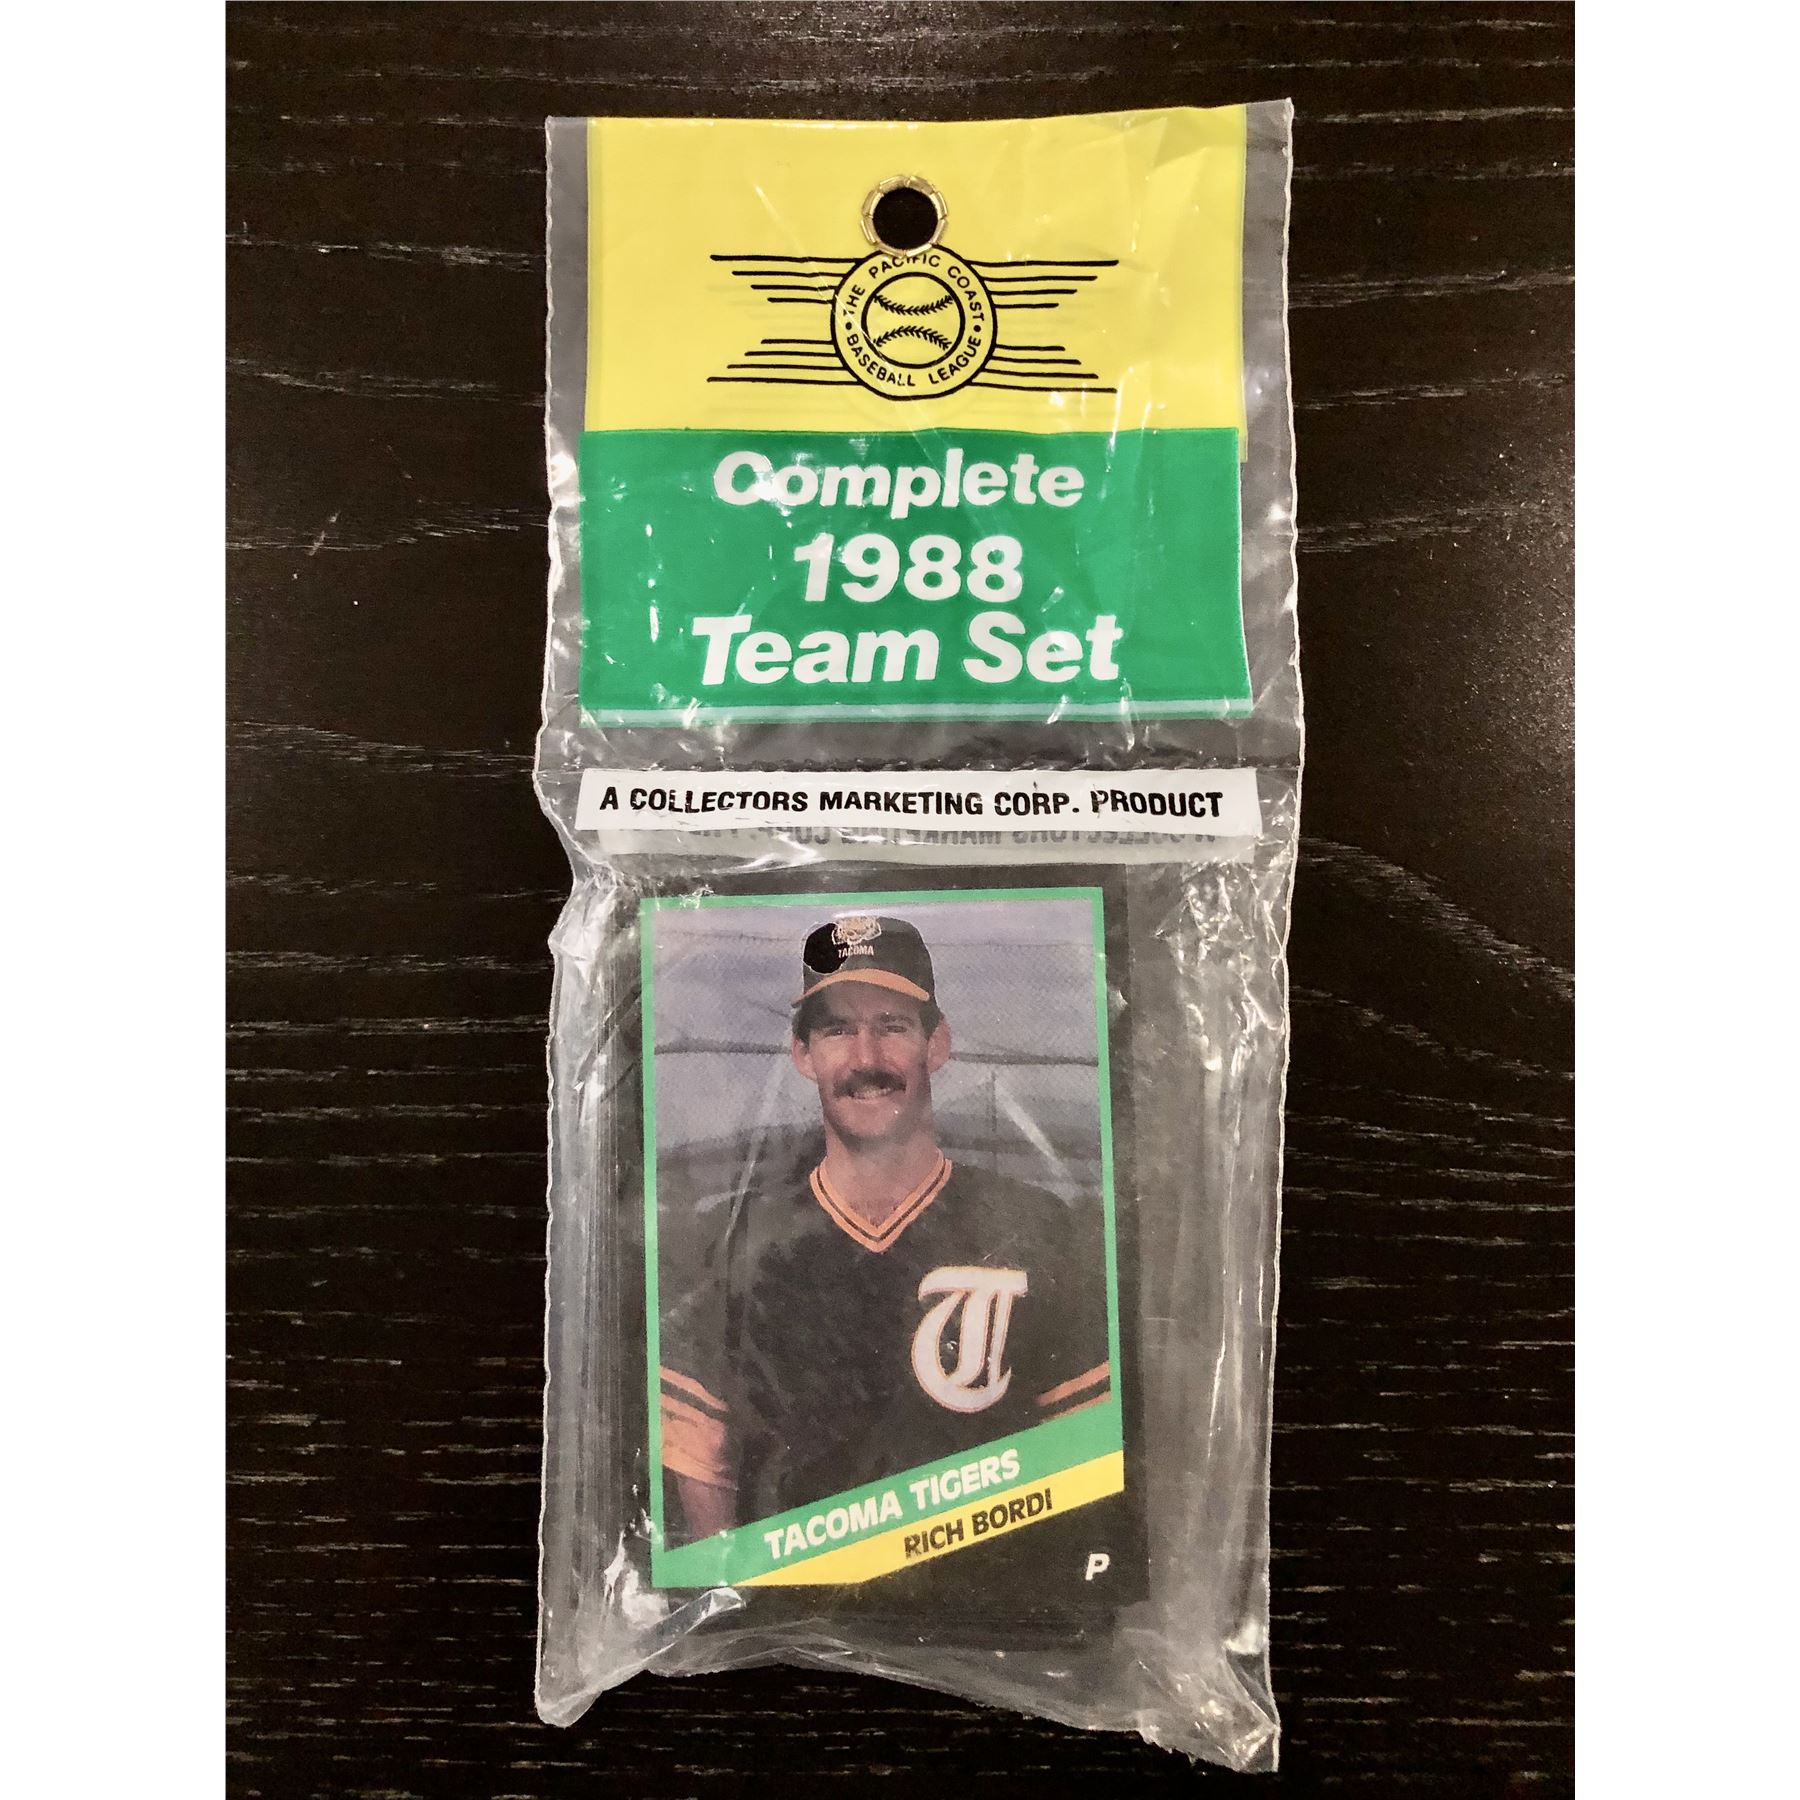 THE PACIFIC COAST
BASEBALL LEAGUE
Complete
1988
Team Set
A COLLECTORS MARKETING CORP. PRODUCT
TACOMA
T
TACOMA TIGERS
RICH BORDI
P